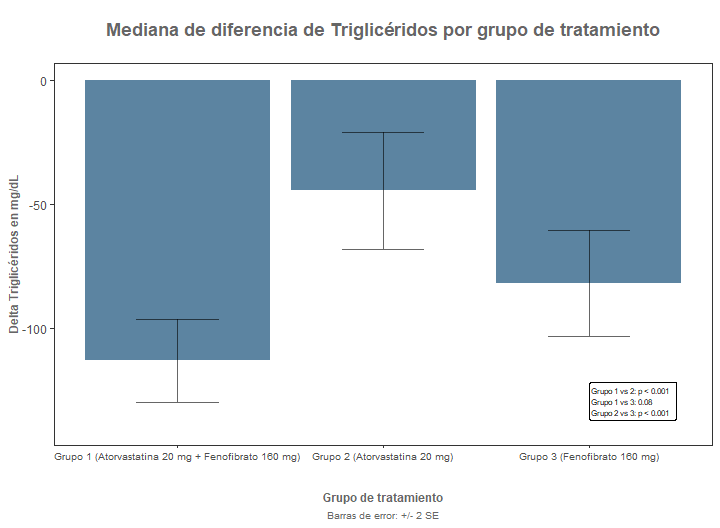 Mediana de diferencia de Triglicéridos por grupo de tratamiento
Delta Triglicéridos en mg/dL
0
-50
-100
Grupo 1 vs 2: p < 0.001
Grupo 1 vs 3: 0.08
Grupo 2 vs 3: p < 0.001
Grupo 1 (Atorvastatina 20 mg + Fenofibrato 160 mg)
Grupo 2 (Atorvastatina 20 mg)
Grupo 3 (Fenofibrato 160 mg)
Grupo de tratamiento
Barras de error: +/- 2 SE